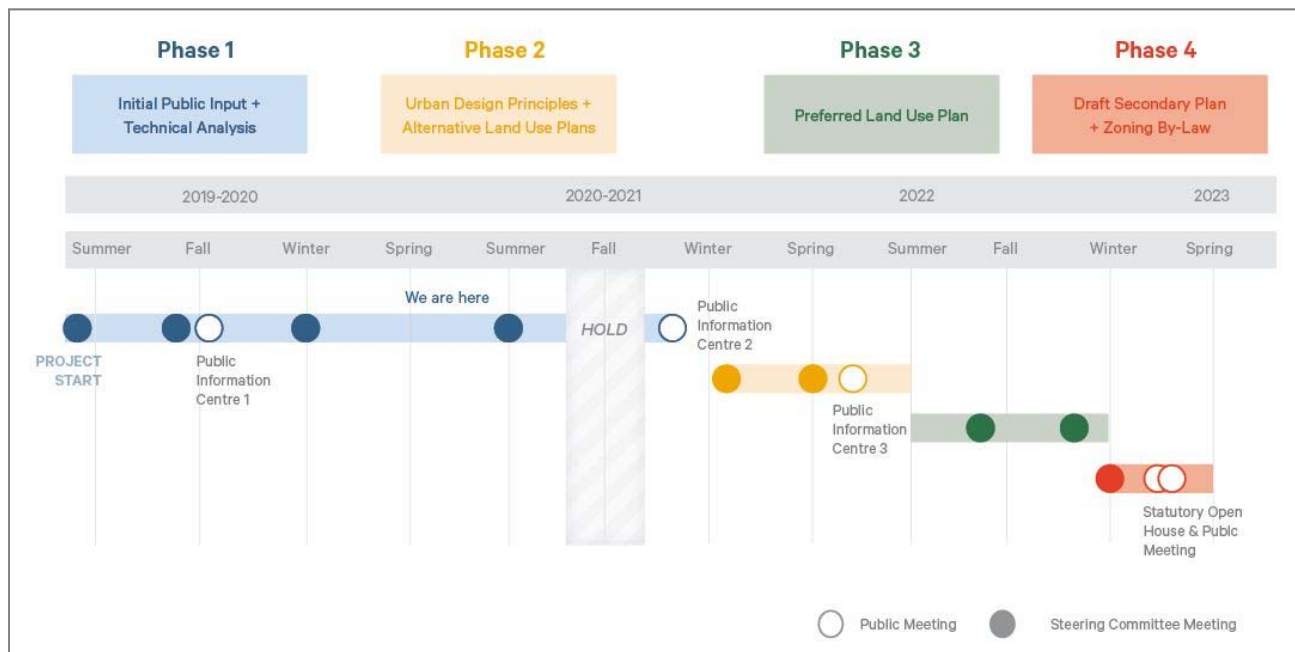 Phase 1
Phase 2
Phase 3
Phase 4
Initial Public Input +
Technical Analysis
Urban Design Principles +
Alternative Land Use Plans
Preferred Land Use Plan
Draft Secondary Plan
+ Zoning By-Law
2019-2020
2020-2021
2022
2023
Summer
Fall
Winter
Spring
Summer
Fall
Winter
Spring
Summer
Fall
Winter
Spring
We are here
HOLD
PROJECT
START
Public
Information
Centre 1
Public
Information
Centre 2
Public
Information
Centre 3
Statutory Open
House & Publc
Meeting
Public Meeting
Steering Committee Meeting